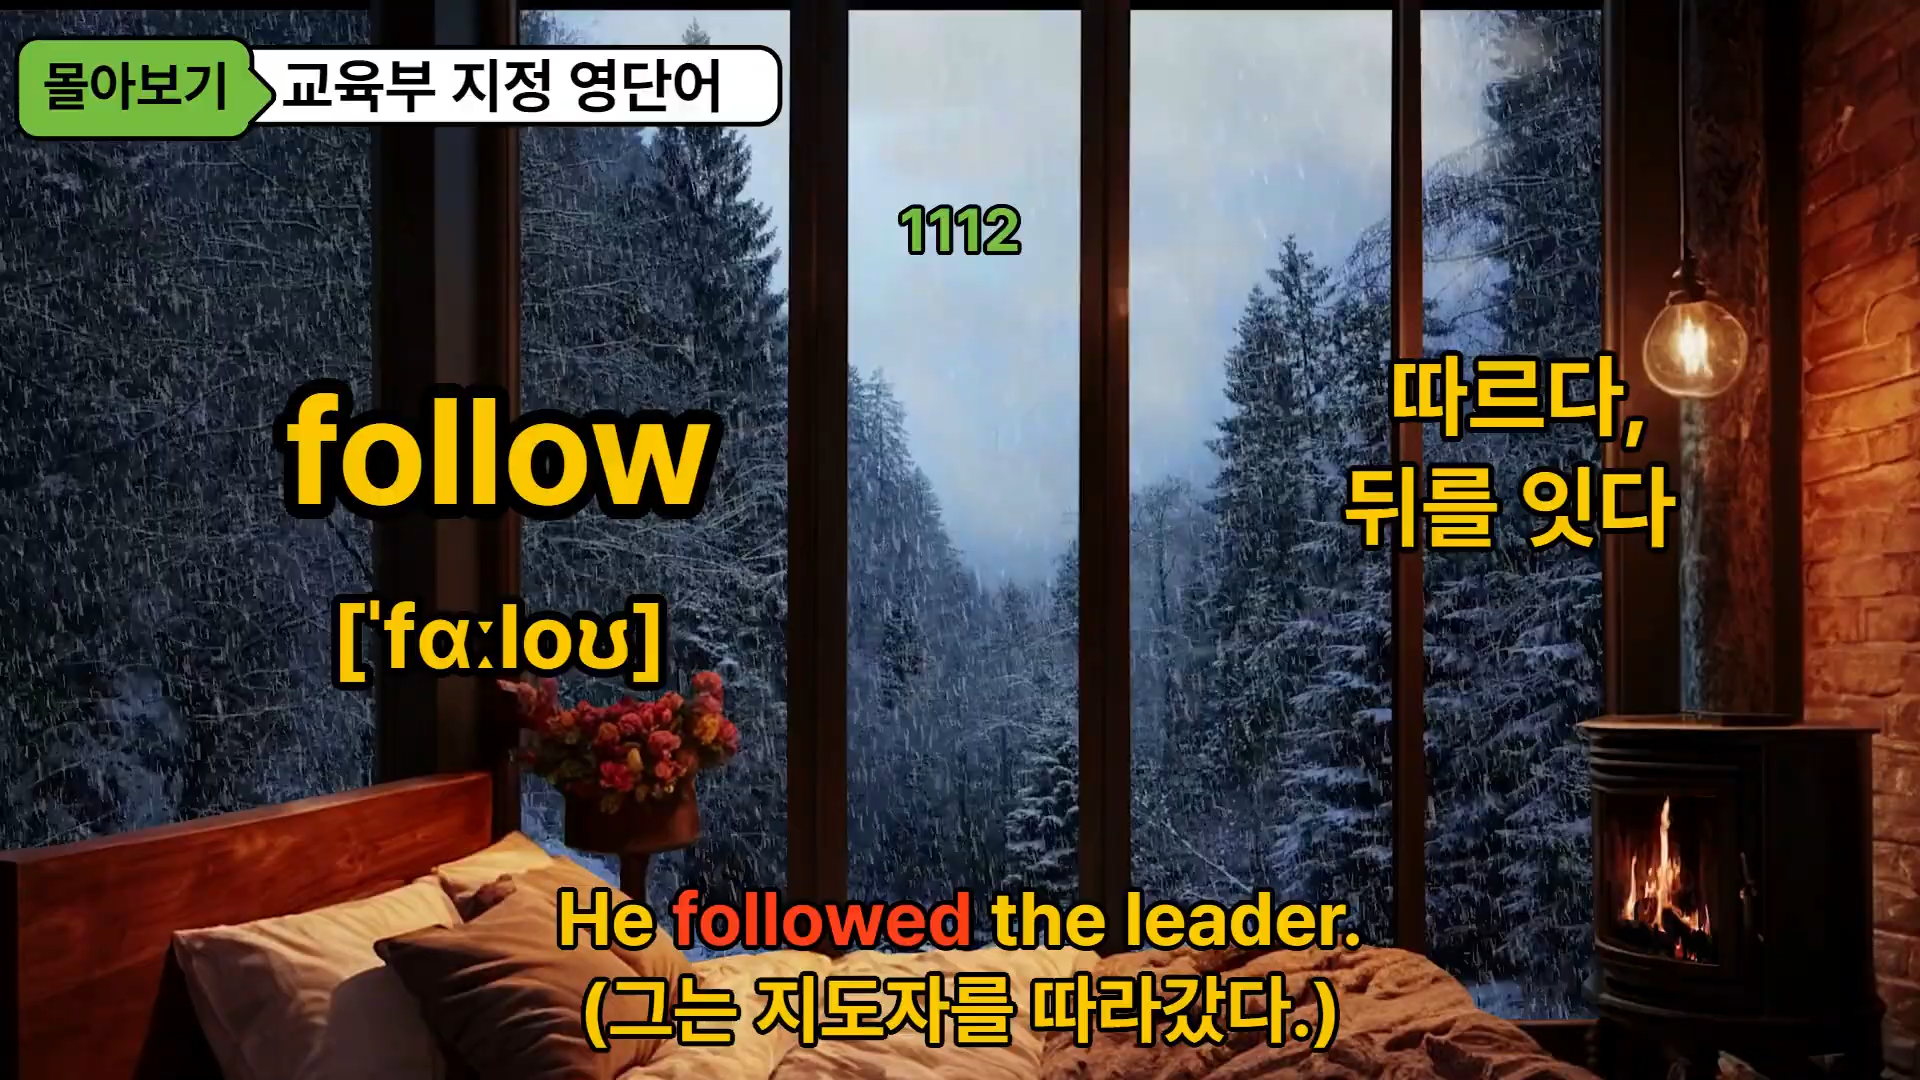 몰아보기 교육부 지정 영단어
1112
follow
[ˈfɑːloʊ]
따르다,
뒤를 잇다
He followed the leader.
(그는 지도자를 따라갔다.)